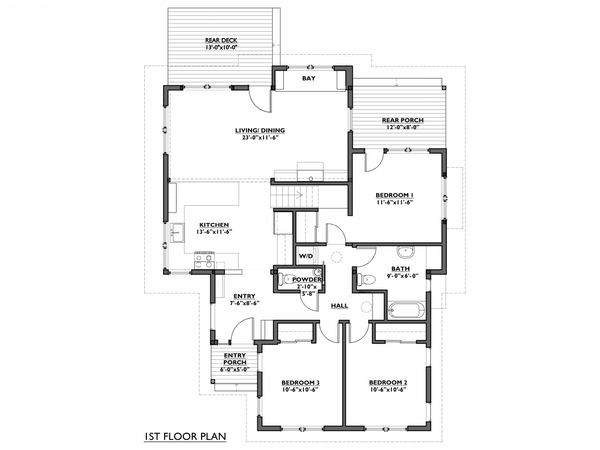 REAR DECK
13'-0"x10'-0"
BAY
REAR PORCH
12'-0"x8'-0"
LIVING/ DINING
23'-0"x11'-6"
BEDROOM 1
11'-6"x11'-6"
KITCHEN
13'-6"x11'-6"
W/D
BATH
9'-0"x6'-0"
POWDER
2'-10"x
5'-8"
ENTRY
7'-6"x8'-6"
HALL
ENTRY
PORCH
6'-0"x5'-0"
BEDROOM 3
10'-6"x10'-6"
BEDROOM 2
10'-6"x10'-6"
1ST FLOOR PLAN